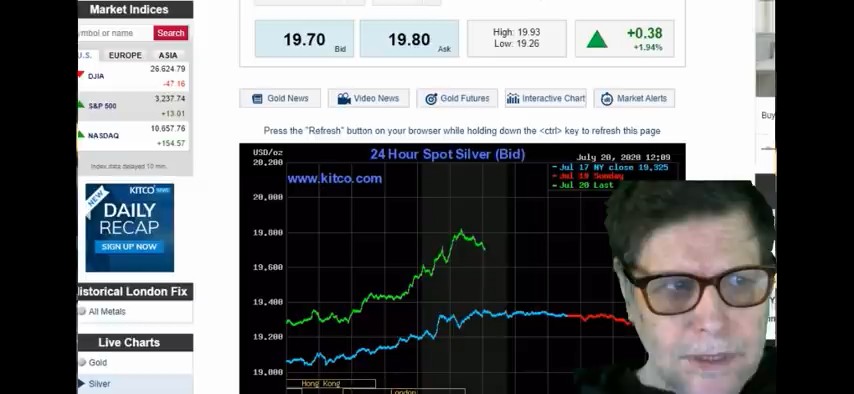 Market Indices
ymbol or name
Search
U.S.
EUROPE
ASIA
DJIA
26,624.79
-47.16
S&P 500
3,237.74
+13.01
NASDAQ
10,657.76
+154.57
Index data delayed 10 min.
NEW
KITCO NEWS
DAILY
RECAP
SIGN UP NOW
istorical London Fix
All Metals
Live Charts
Gold
Silver
19.70
Bid
19.80
Ask
High: 19.93
Low: 19.26
+0.38
+1.94%
Gold News
Video News
Gold Futures
Interactive Chart
Market Alerts
Press the "Refresh" button on your browser while holding down the <ctrl> key to refresh this page
USD/oz
24 Hour Spot Silver (Bid)
July 20, 2020 12:09
www.kitco.com
Jul 17 NY close 19,325
Jul 19 Sunday
Jul 20 Last
20,200
20,000
19,800
19,600
19,400
19,200
19,000
Hong Kong
London
Buy